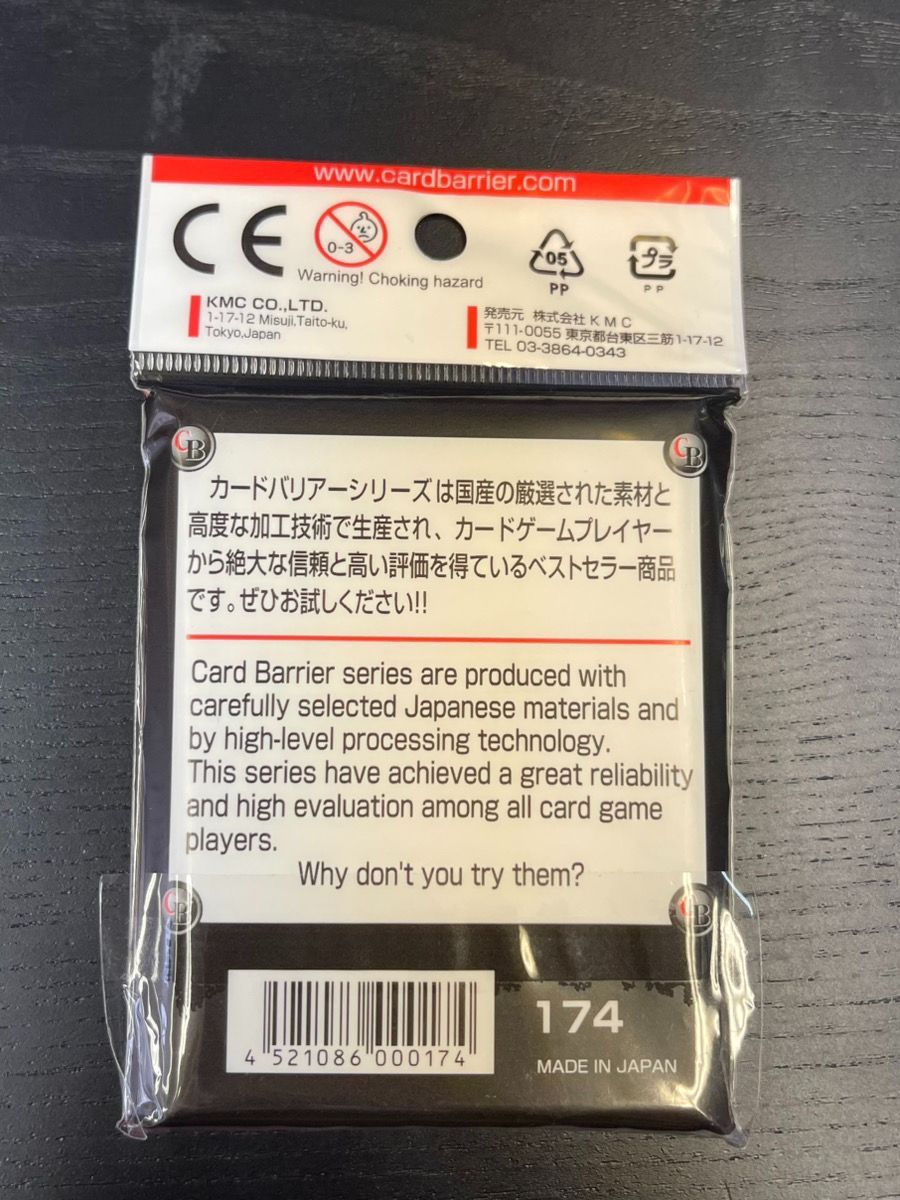 www.cardbarrier.com
CE
0-3
Warning! Choking hazard
05
PP
プラ
PP
KMC CO.,LTD.
1-17-12 Misuji,Taito-ku,
Tokyo,Japan
発売元 株式会社 KMC
〒111-0055 東京都台東区三筋1-17-12
TEL 03-3864-0343
CB
CB
カードバリアーシリーズは国産の厳選された素材と
高度な加工技術で生産され、カードゲームプレイヤー
から絶大な信頼と高い評価を得ているベストセラー商品
です。ぜひお試しください!!
Card Barrier series are produced with
carefully selected Japanese materials and
by high-level processing technology.
This series have achieved a great reliability
and high evaluation among all card game
players.
Why don't you try them?
CB
CB
4 521086 000174
174
MADE IN JAPAN